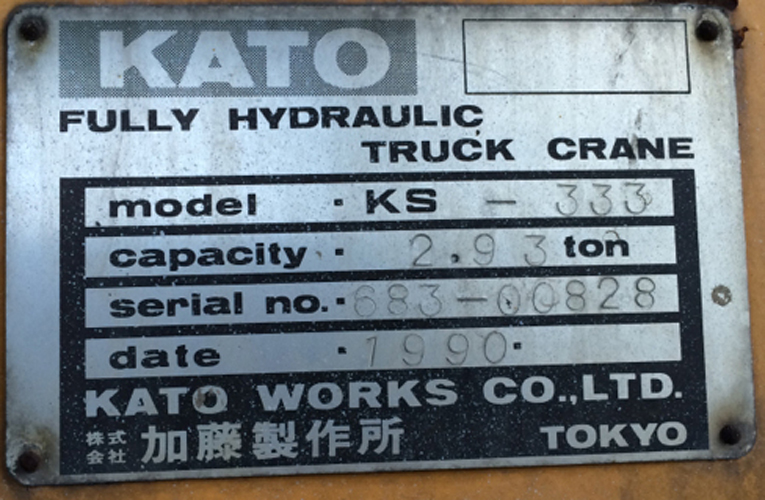 KATO
FULLY HYDRAULIC
TRUCK CRANE
model · KS - 333
capacity · 2.93 ton
serial no. · 683-00828
date · 1990 ·
KATO WORKS CO.,LTD.
株式会社 加藤製作所 TOKYO